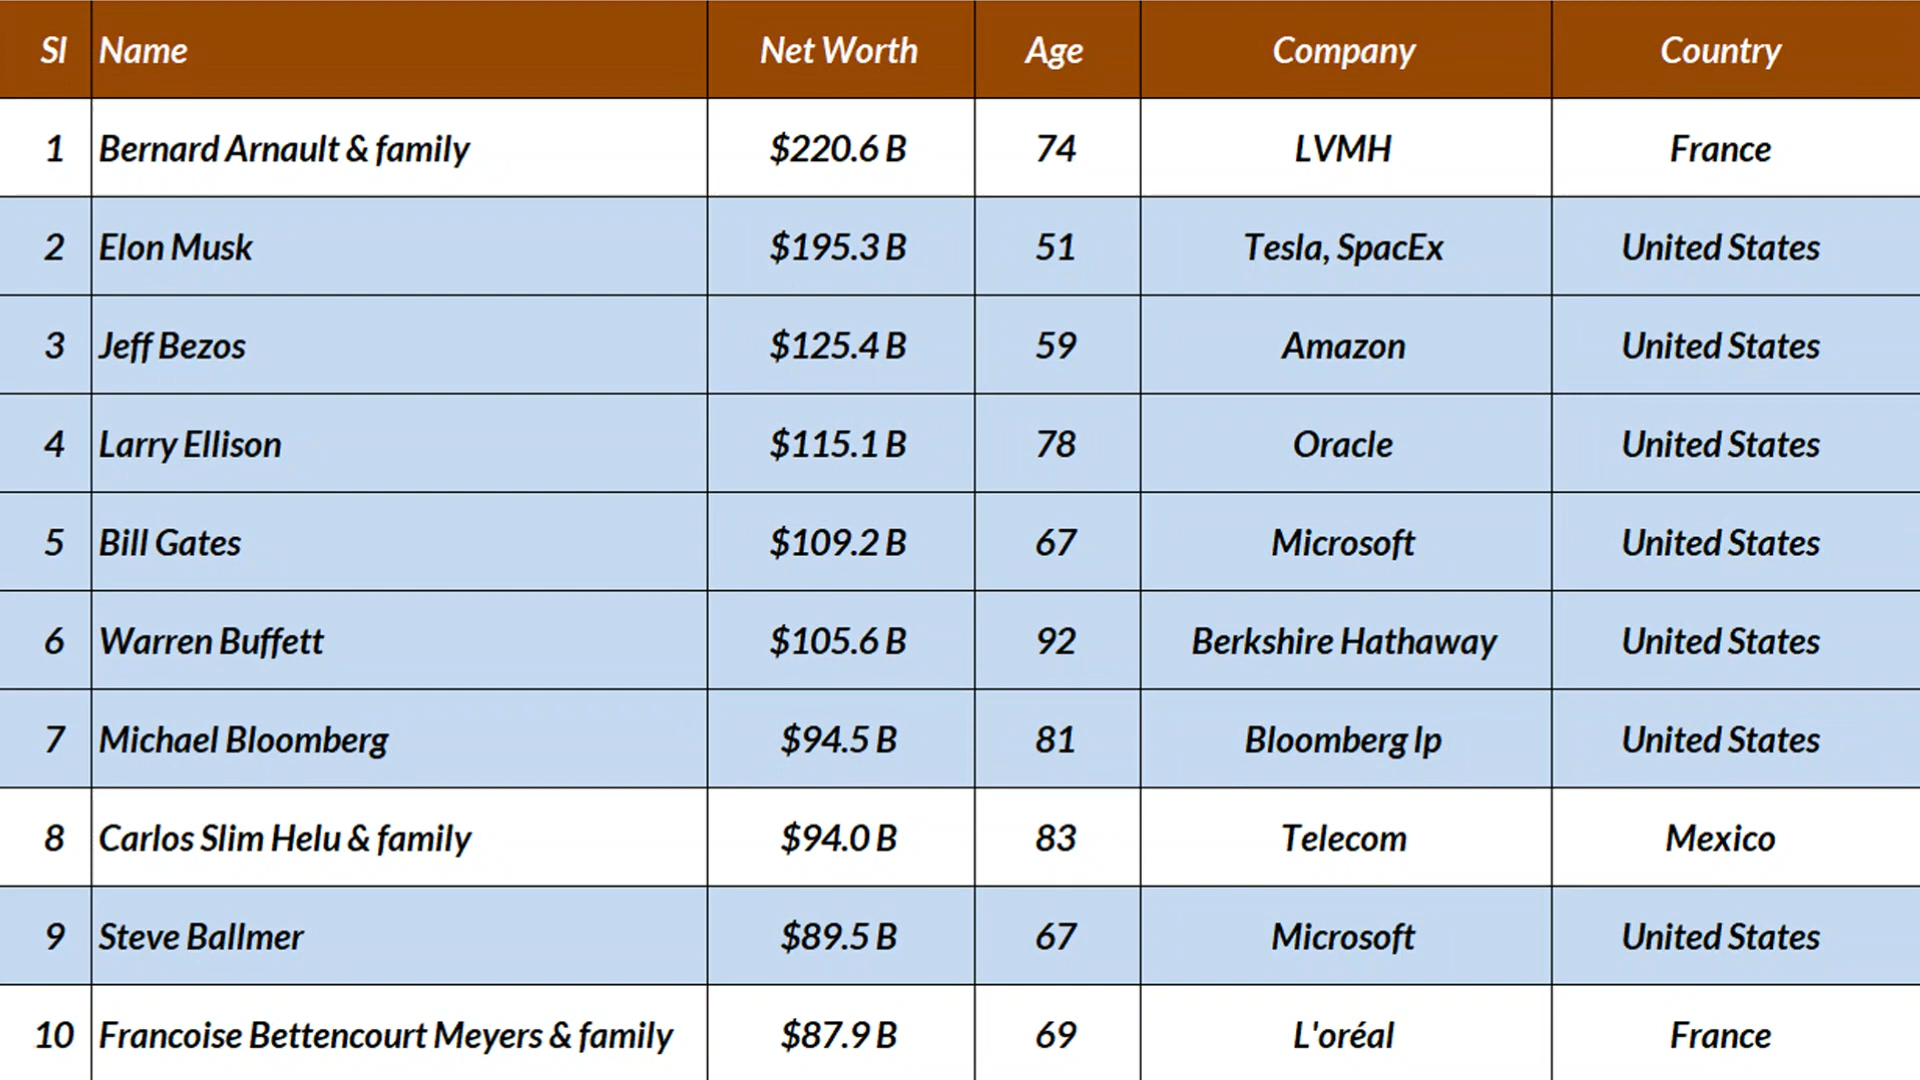 Sl Name Net Worth Age Company Country
1 Bernard Arnault & family $220.6 B 74 LVMH France
2 Elon Musk $195.3 B 51 Tesla, SpacEx United States
3 Jeff Bezos $125.4 B 59 Amazon United States
4 Larry Ellison $115.1 B 78 Oracle United States
5 Bill Gates $109.2 B 67 Microsoft United States
6 Warren Buffett $105.6 B 92 Berkshire Hathaway United States
7 Michael Bloomberg $94.5 B 81 Bloomberg lp United States
8 Carlos Slim Helu & family $94.0 B 83 Telecom Mexico
9 Steve Ballmer $89.5 B 67 Microsoft United States
10 Francoise Bettencourt Meyers & family $87.9 B 69 L'oréal France